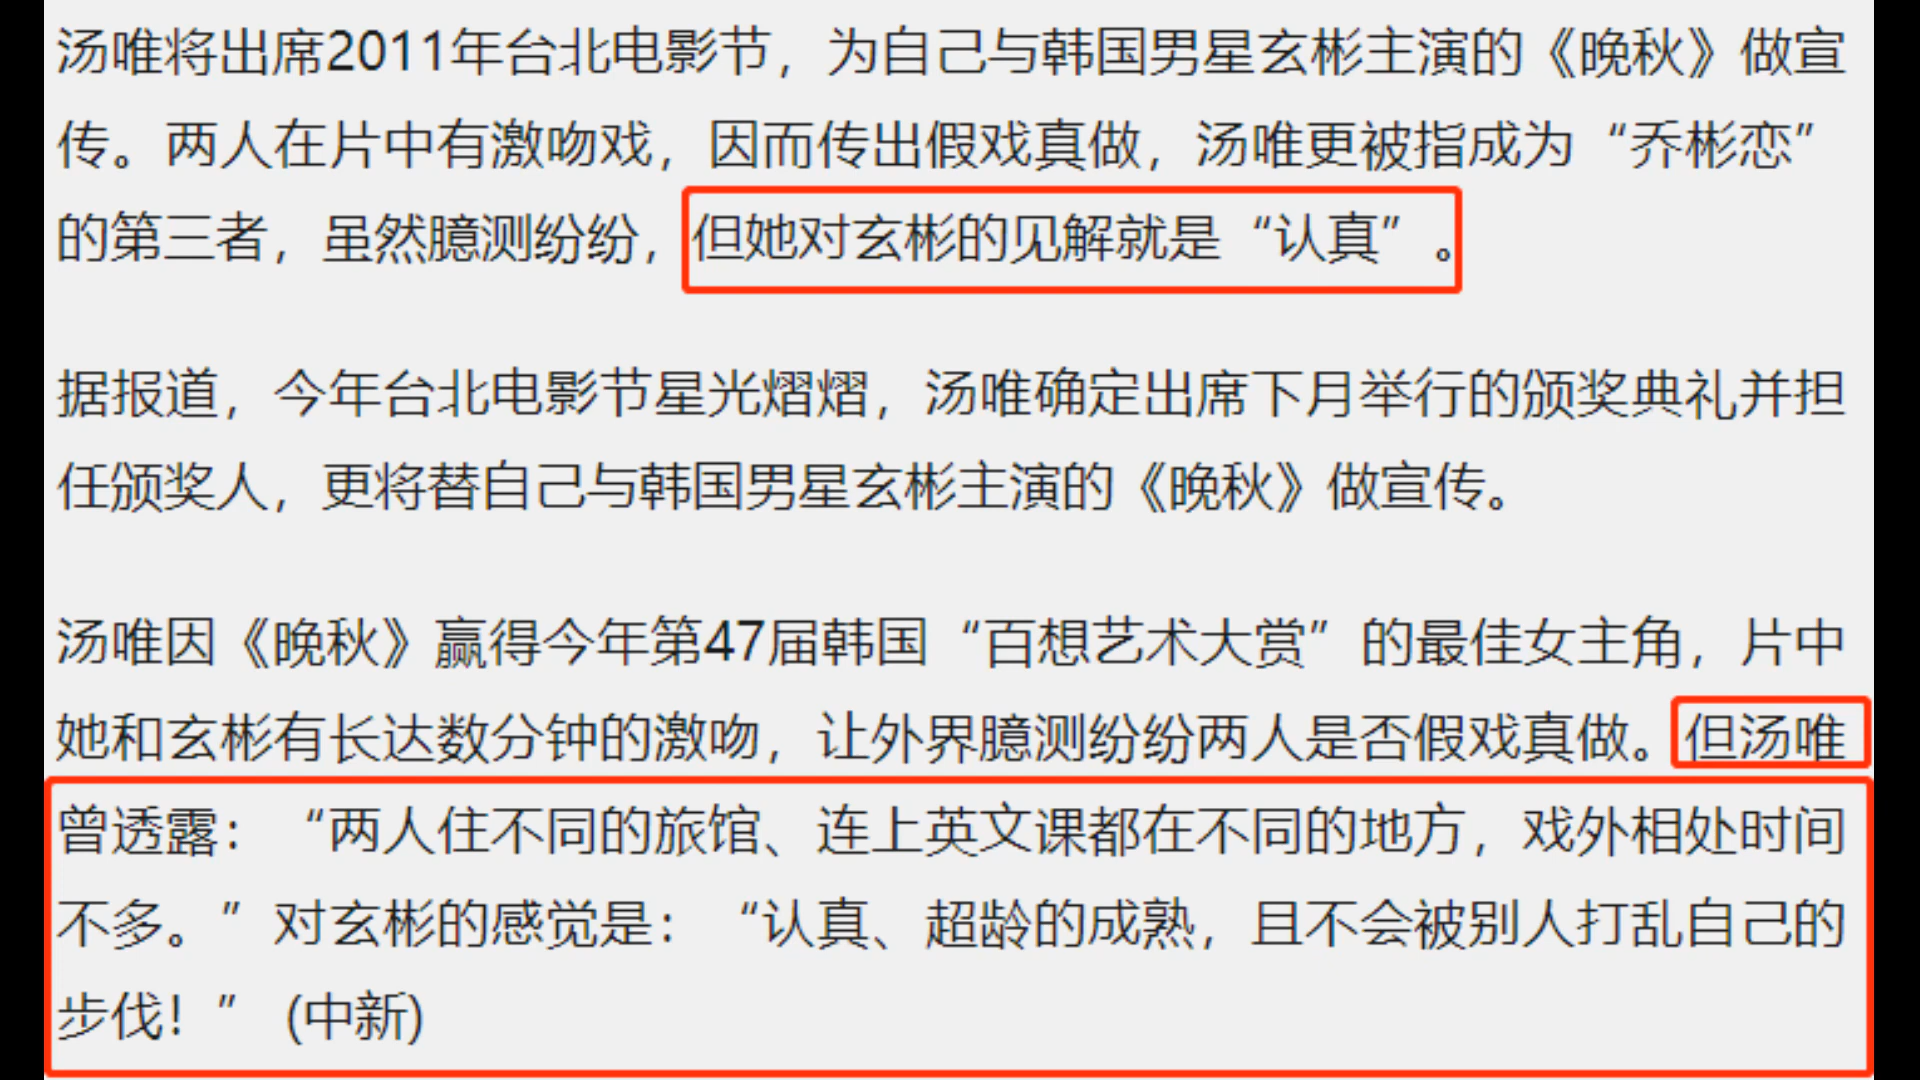 汤唯将出席2011年台北电影节，为自己与韩国男星玄彬主演的《晚秋》做宣
传。两人在片中有激吻戏，因而传出假戏真做，汤唯更被指成为“乔彬恋”
的第三者，虽然臆测纷纷，但她对玄彬的见解就是“认真”。
据报道，今年台北电影节星光熠熠，汤唯确定出席下月举行的颁奖典礼并担
任颁奖人，更将替自己与韩国男星玄彬主演的《晚秋》做宣传。
汤唯因《晚秋》赢得今年第47届韩国“百想艺术大赏”的最佳女主角，片中
她和玄彬有长达数分钟的激吻，让外界臆测纷纷两人是否假戏真做。但汤唯
曾透露：“两人住不同的旅馆、连上英文课都在不同的地方，戏外相处时间
不多。”对玄彬的感觉是：“认真、超龄的成熟，且不会被别人打乱自己的
步伐！” (中新)